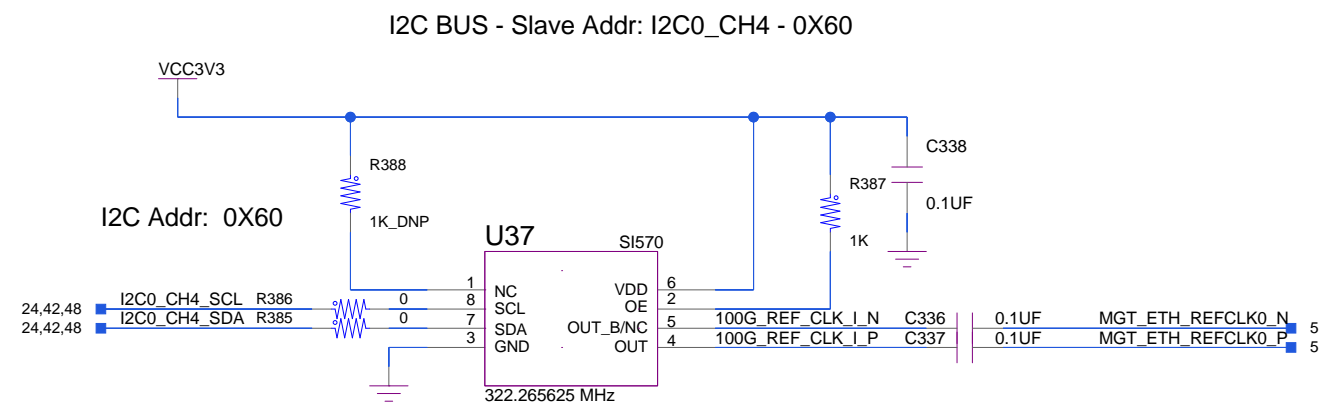 I2C BUS - Slave Addr: I2C0_CH4 - 0X60
VCC3V3
C338
R388
R387
0.1UF
I2C Addr: 0X60
1K_DNP
1K
U37
SI570
1
NC
VDD
6
24,42,48
I2C0_CH4_SCL
R386
0
8
SCL
OE
2
24,42,48
I2C0_CH4_SDA
R385
0
7
SDA
OUT_B/NC
5
100G_REF_CLK_I_N
C336
0.1UF
MGT_ETH_REFCLK0_N
5
3
GND
OUT
4
100G_REF_CLK_I_P
C337
0.1UF
MGT_ETH_REFCLK0_P
5
322.265625 MHz